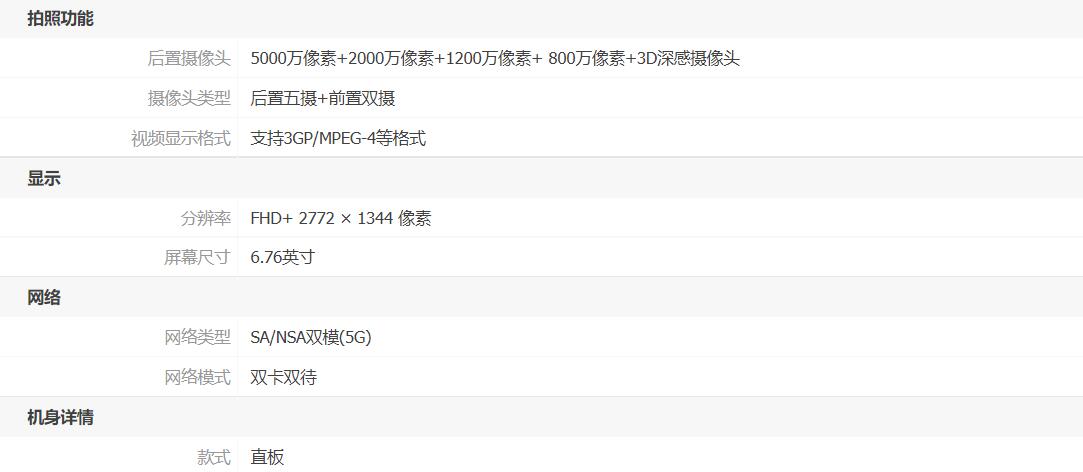 拍照功能
后置摄像头 5000万像素+2000万像素+1200万像素+ 800万像素+3D深感摄像头
摄像头类型 后置五摄+前置双摄
视频显示格式 支持3GP/MPEG-4等格式
显示
分辨率 FHD+ 2772 × 1344 像素
屏幕尺寸 6.76英寸
网络
网络类型 SA/NSA双模(5G)
网络模式 双卡双待
机身详情
款式 直板